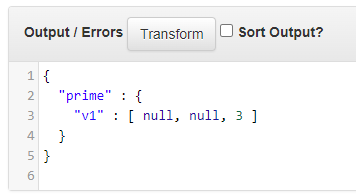 Output / Errors Transform Sort Output?
1 {
2 "prime" : {
3 "v1" : [ null, null, 3 ]
4 }
5 }
6